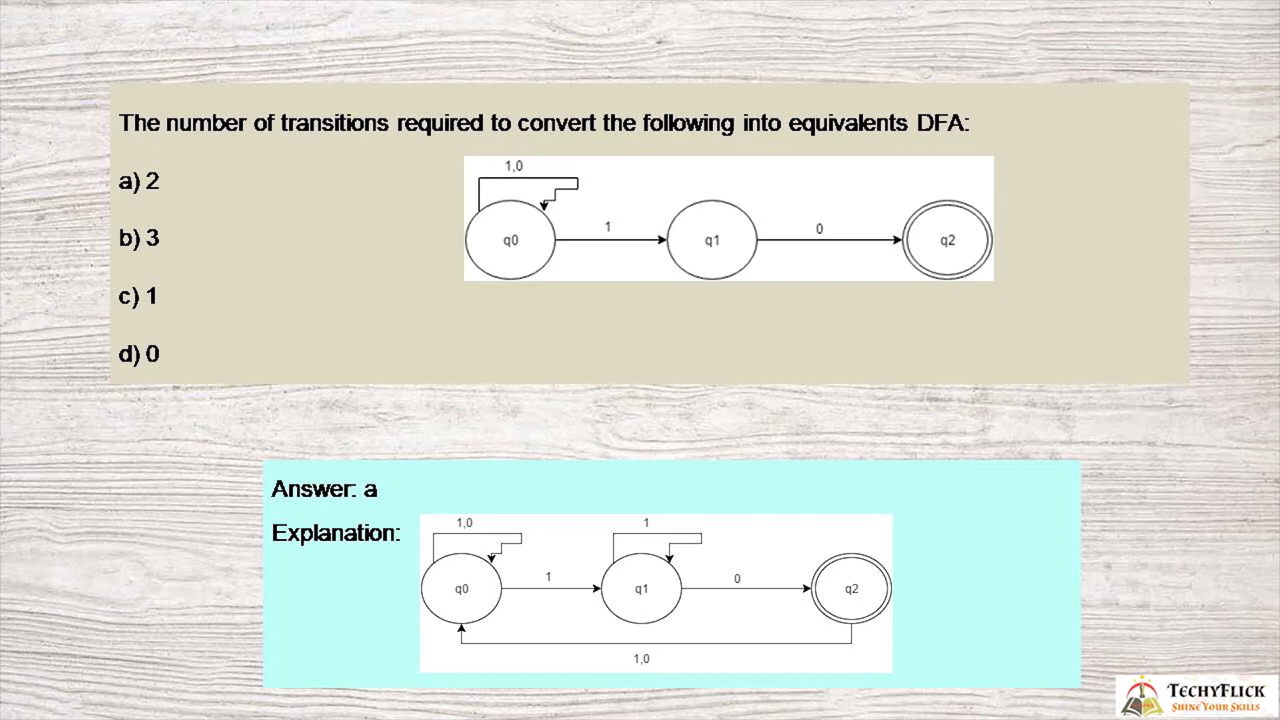 The number of transitions required to convert the following into equivalents DFA:
a) 2
b) 3
c) 1
d) 0
1,0
q0
1
q1
0
q2
Answer: a
Explanation:
1,0
1
q0
1
q1
0
q2
1,0
TECHYFLICK
SHINE YOUR SKILLS